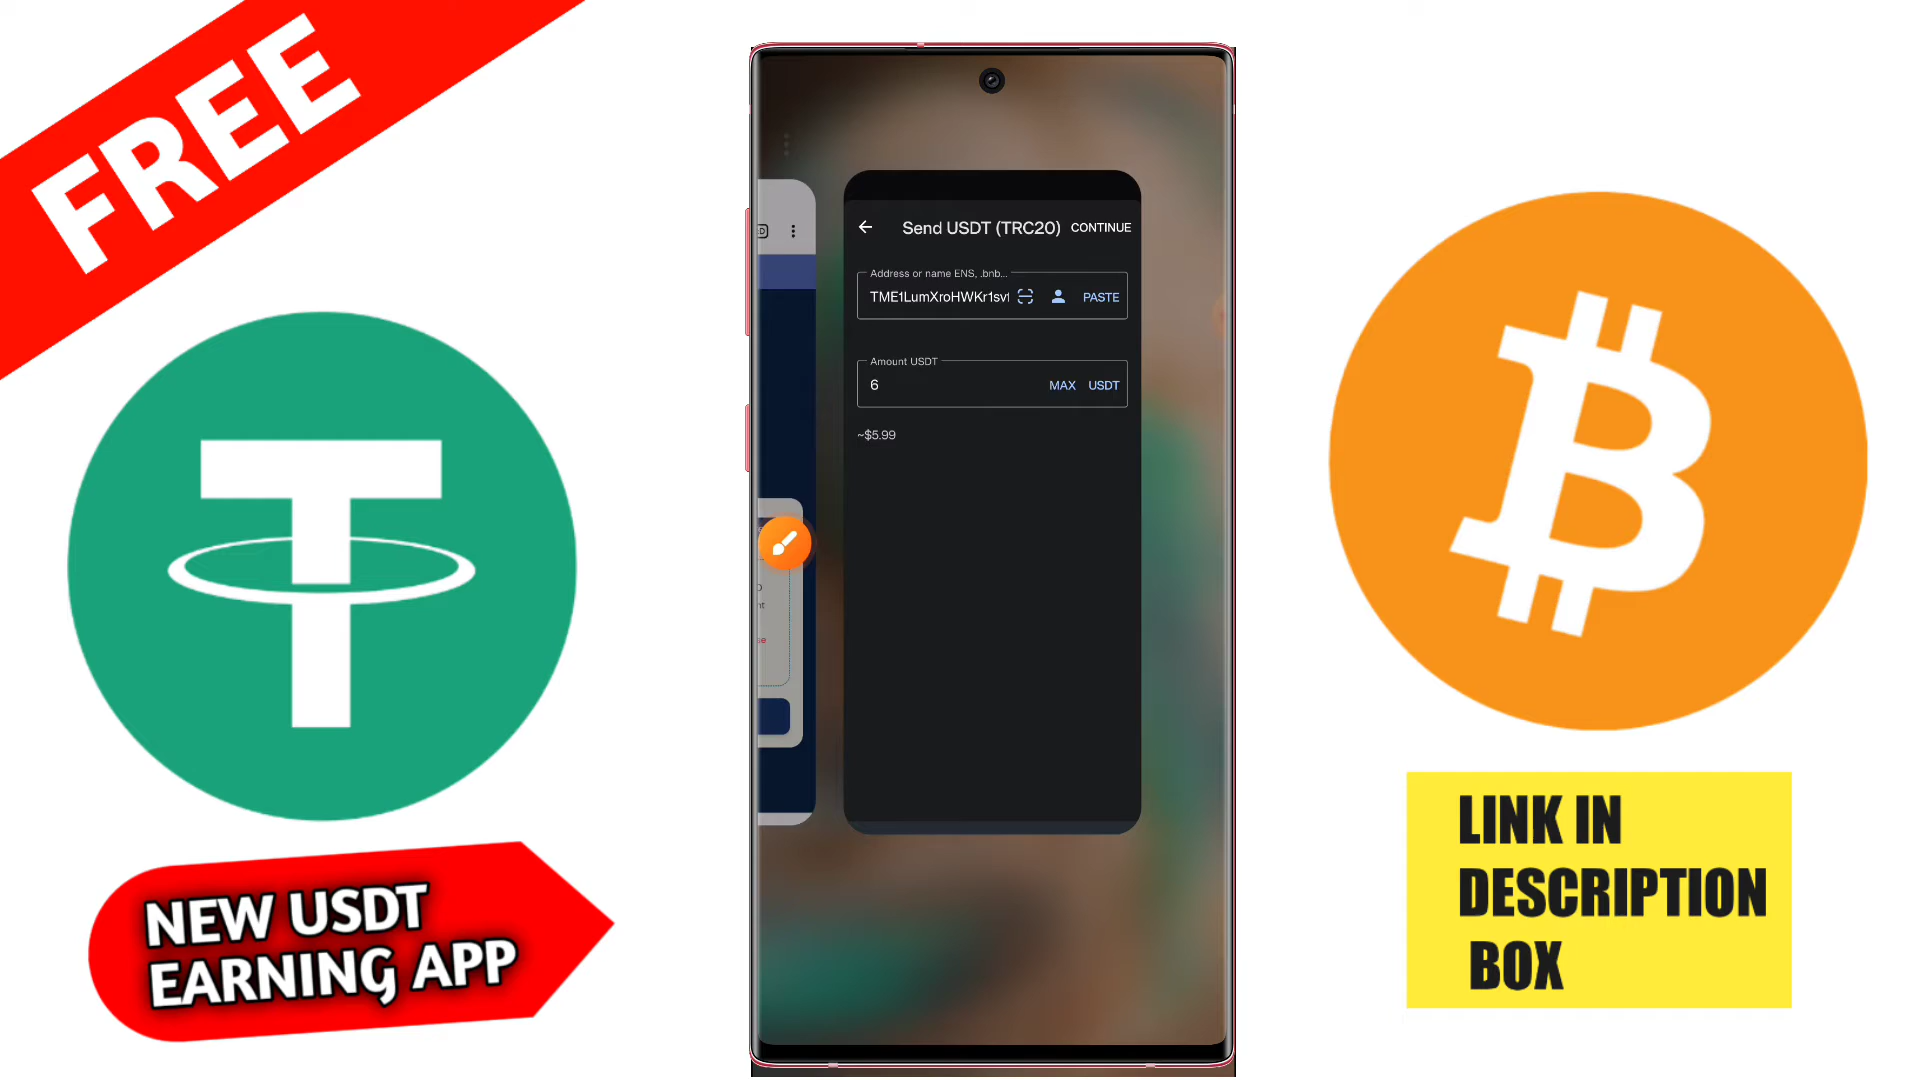 FREE
Send USDT (TRC20)
CONTINUE
Address or name ENS, .bnb...
TME1LumXroHWKr1sv
PASTE
Amount USDT
6
MAX
USDT
~$5.99
NEW USDT
EARNING APP
LINK IN
DESCRIPTION
BOX